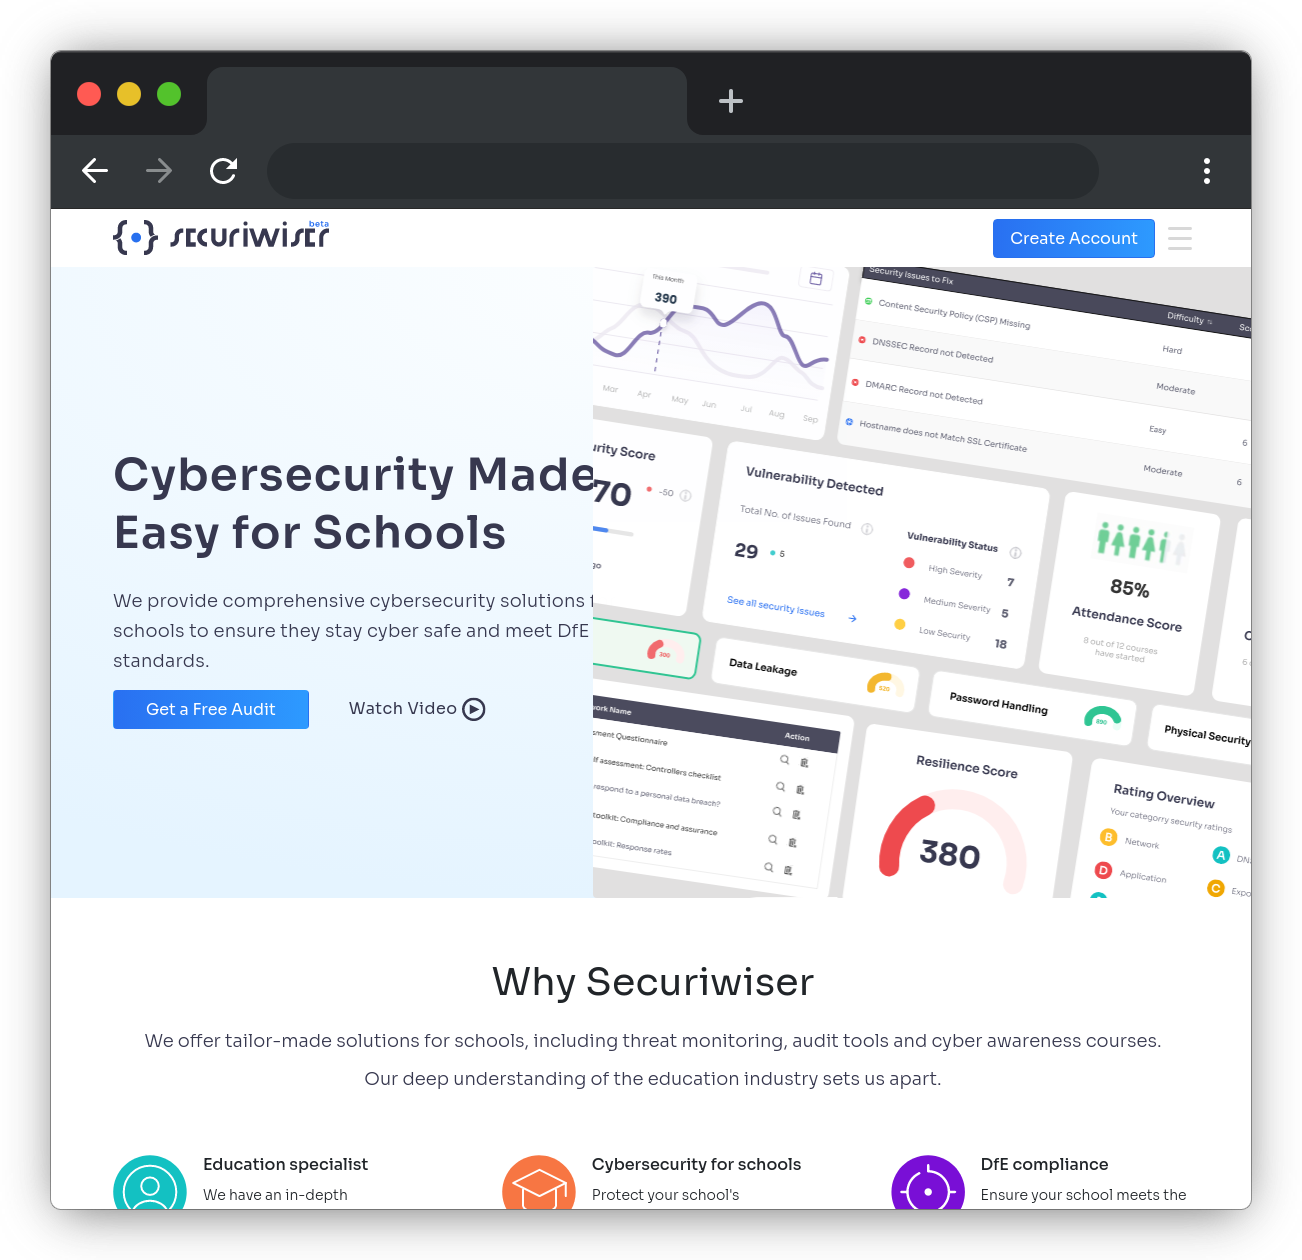 securiwiser beta
Create Account
Cybersecurity Made
Easy for Schools
We provide comprehensive cybersecurity solutions
schools to ensure they stay cyber safe and meet DfE
standards.
Get a Free Audit
Watch Video
This Month
390
Mar Apr May Jun Jul Aug Sep
Security Issues to Fix
Difficulty
Content Security Policy (CSP) Missing
Hard
DNSSEC Record not Detected
Moderate
DMARC Record not Detected
Easy
6
Hostname does not Match SSL Certificate
Moderate
6
Score
70
-50
Vulnerability Detected
Total No. of Issues Found
29
5
See all security issues
Vulnerability Status
High Severity 7
Medium Severity 5
Low Security 18
85%
Attendance Score
8 out of 12 courses
have started
300
Data Leakage
520
Password Handling
890
Physical Security
Name
Action
Questionnaire
assessment: Controllers checklist
respond to a personal data breach?
toolkit: Compliance and assurance
Response rates
Resilience Score
380
Rating Overview
Your categorry security ratings
B Network
A
D Application
C
Why Securiwiser
We offer tailor-made solutions for schools, including threat monitoring, audit tools and cyber awareness courses.
Our deep understanding of the education industry sets us apart.
Education specialist
We have an in-depth
Cybersecurity for schools
Protect your school's
DfE compliance
Ensure your school meets the